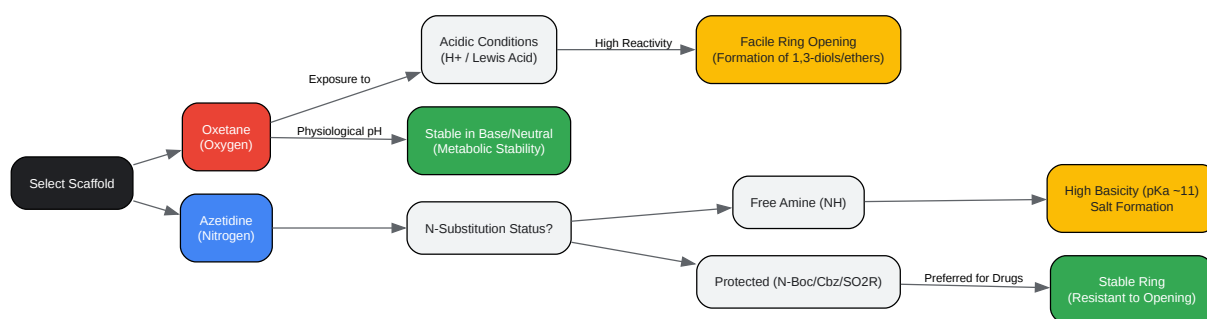 Select Scaffold
Oxetane
(Oxygen)
Azetidine
(Nitrogen)
Exposure to
Physiological pH
Acidic Conditions
(H+ / Lewis Acid)
High Reactivity
Facile Ring Opening
(Formation of 1,3-diols/ethers)
Stable in Base/Neutral
(Metabolic Stability)
N-Substitution Status?
Free Amine (NH)
High Basicity (pKa ~11)
Salt Formation
Protected (N-Boc/Cbz/SO2R)
Preferred for Drugs
Stable Ring
(Resistant to Opening)